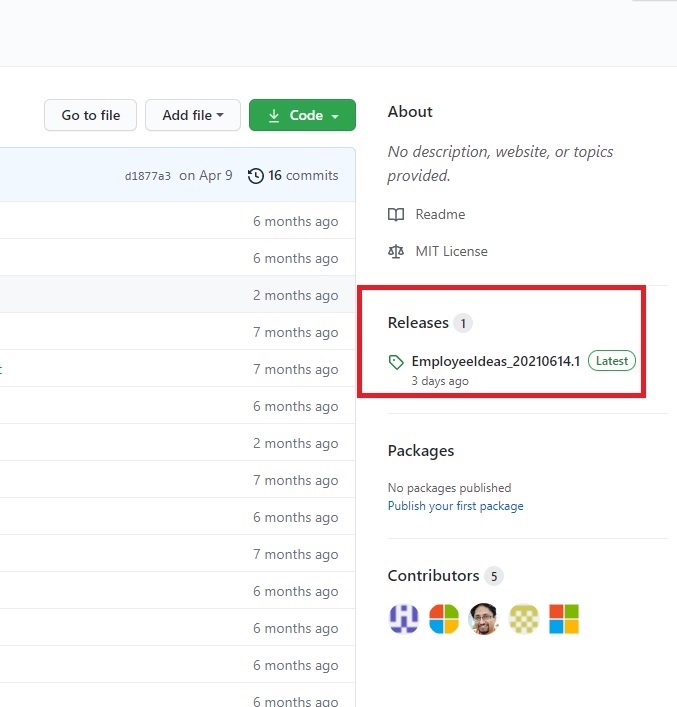 Go to file
Add file
Code
d1877a3 on Apr 9 16 commits
6 months ago
6 months ago
2 months ago
7 months ago
7 months ago
6 months ago
2 months ago
7 months ago
6 months ago
7 months ago
6 months ago
6 months ago
6 months ago
6 months ago
About
No description, website, or topics
provided.
Readme
MIT License
Releases 1
EmployeeIdeas_20210614.1 Latest
3 days ago
Packages
No packages published
Publish your first package
Contributors 5